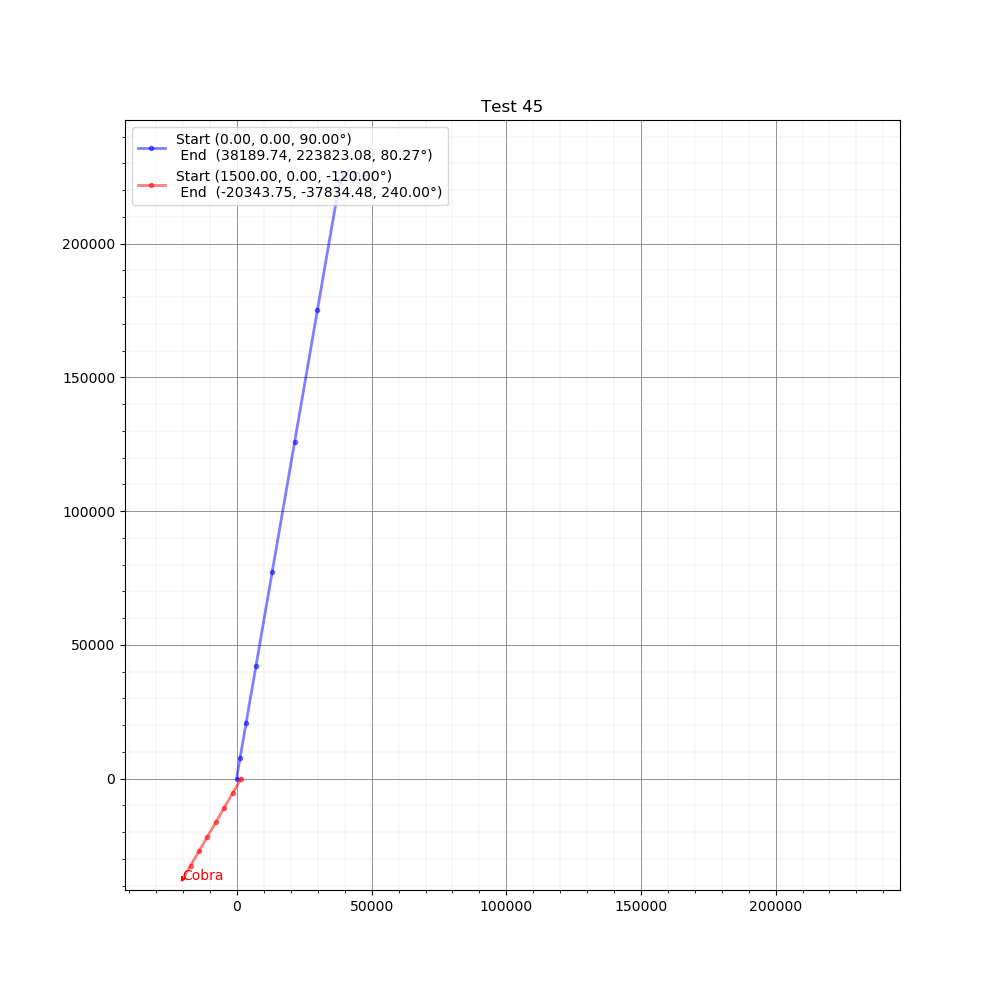 Test 45
Start (0.00, 0.00, 90.00°)
End (38189.74, 223823.08, 80.27°)
Start (1500.00, 0.00, -120.00°)
End (-20343.75, -37834.48, 240.00°)
200000
150000
100000
50000
0
Cobra
0 50000 100000 150000 200000